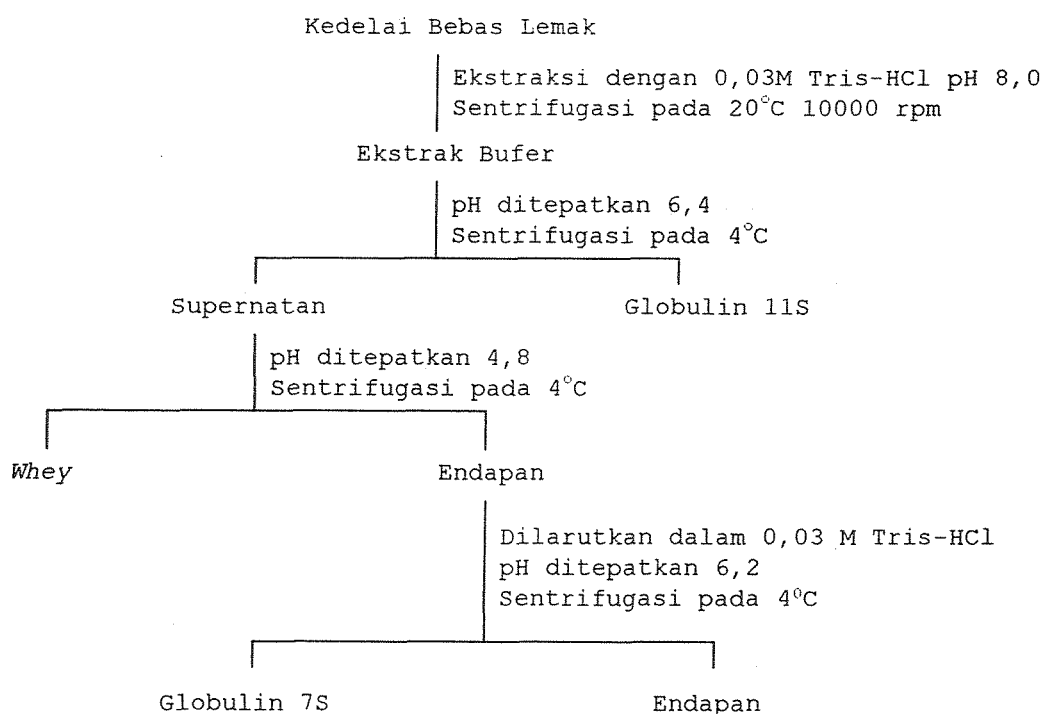 Kedelai Bebas Lemak
Ekstraksi dengan 0,03M Tris-HCl pH 8,0
Sentrifugasi pada 20°C 10000 rpm
Ekstrak Bufer
pH ditepatkan 6,4
Sentrifugasi pada 4°C
Supernatan
Globulin 11S
pH ditepatkan 4,8
Sentrifugasi pada 4°C
Whey
Endapan
Dilarutkan dalam 0,03 M Tris-HCl
pH ditepatkan 6,2
Sentrifugasi pada 4°C
Globulin 7S
Endapan